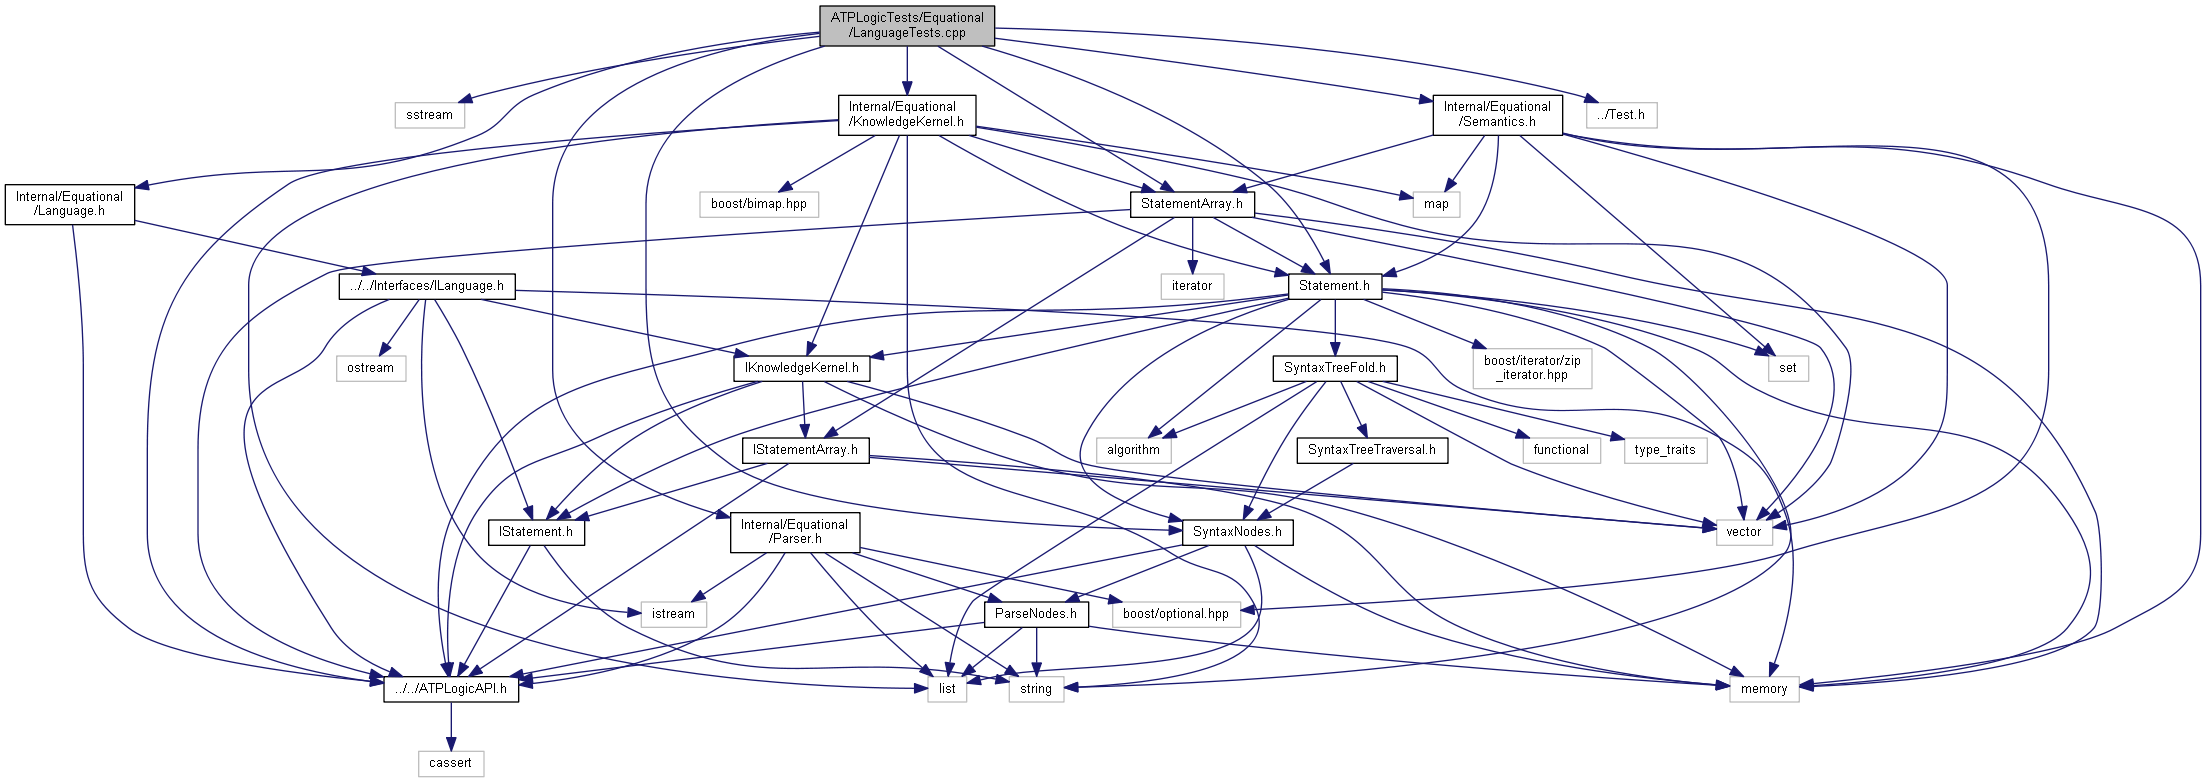 ATPLogicTests/Equational
/LanguageTests.cpp
sstream
Internal/Equational
/KnowledgeKernel.h
Internal/Equational
/Semantics.h
../Test.h
Internal/Equational
/Language.h
boost/bimap.hpp
StatementArray.h
map
../../Interfaces/ILanguage.h
iterator
Statement.h
ostream
IKnowledgeKernel.h
SyntaxTreeFold.h
boost/iterator/zip
_iterator.hpp
set
IStatementArray.h
algorithm
SyntaxTreeTraversal.h
functional
type_traits
IStatement.h
Internal/Equational
/Parser.h
SyntaxNodes.h
vector
istream
ParseNodes.h
boost/optional.hpp
../../ATPLogicAPI.h
list
string
memory
cassert